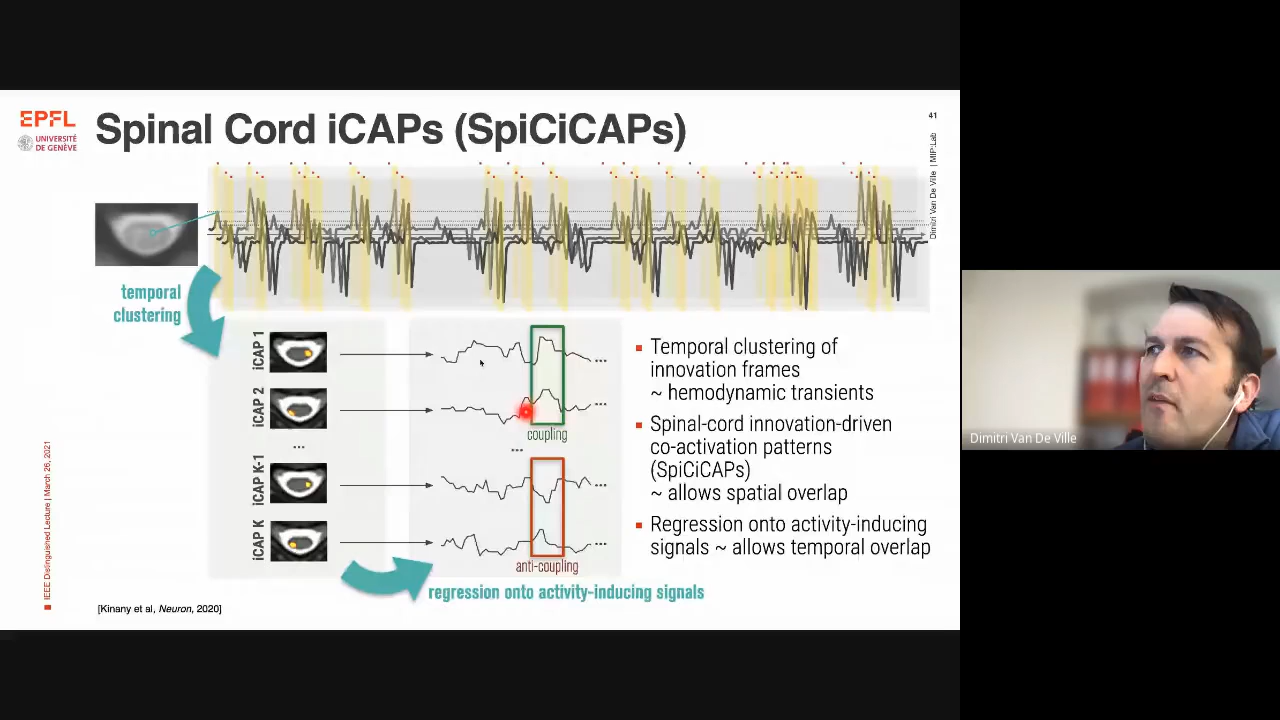 EPFL
UNIVERSITÉ
DE GENÈVE
Spinal Cord iCAPs (SpiCiCAPs)
41
Dimitri Van De Ville | MIP:Lab
temporal
clustering
iCAP 1
iCAP 2
...
iCAP K-1
iCAP K
...
...
coupling
...
...
...
anti-coupling
regression onto activity-inducing signals
▪ Temporal clustering of
innovation frames
~ hemodynamic transients
▪ Spinal-cord innovation-driven
co-activation patterns
(SpiCiCAPs)
~ allows spatial overlap
▪ Regression onto activity-inducing
signals ~ allows temporal overlap
IEEE Distinguished Lecture | March 26, 2021
[Kinany et al, Neuron, 2020]
Dimitri Van De Ville